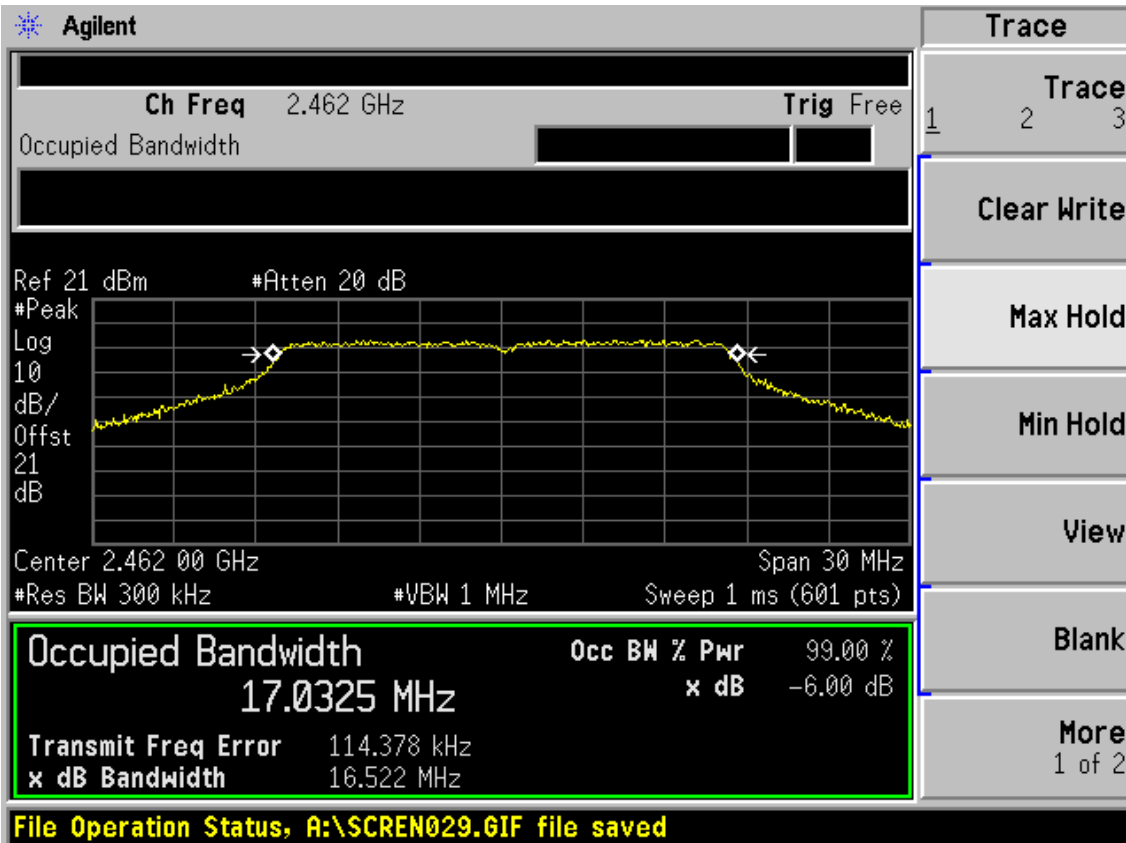 Agilent
Trace
Ch Freq 2.462 GHz Trig Free
Occupied Bandwidth
Trace
1 2 3
Clear Write
Max Hold
Min Hold
View
Blank
More
1 of 2
Ref 21 dBm #Atten 20 dB
#Peak
Log
10
dB/
Offst
21
dB
Center 2.462 00 GHz Span 30 MHz
#Res BW 300 kHz #VBW 1 MHz Sweep 1 ms (601 pts)
Occupied Bandwidth Occ BW % Pwr 99.00 %
17.0325 MHz x dB -6.00 dB
Transmit Freq Error 114.378 kHz
x dB Bandwidth 16.522 MHz
File Operation Status, A:\SCREN029.GIF file saved